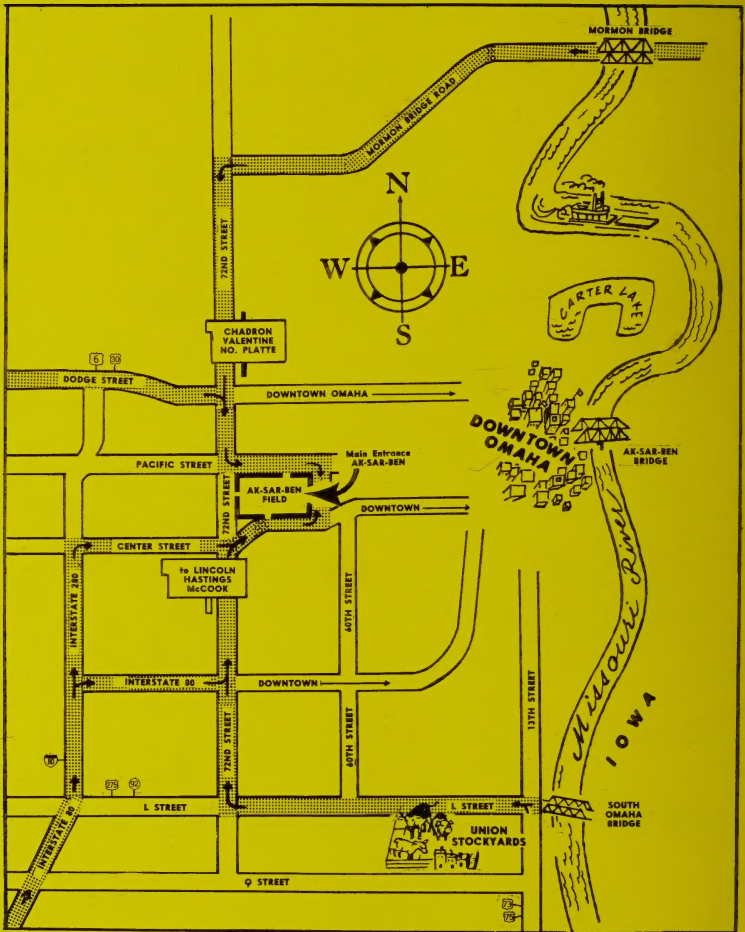 MORMON BRIDGE
MORMON BRIDGE ROAD
N
W
E
S
72ND STREET
CARTER LAKE
CHADRON
VALENTINE
NO. PLATTE
6
30
DODGE STREET
DOWNTOWN OMAHA
DOWNTOWN
OMAHA
AK-SAR-BEN
BRIDGE
PACIFIC STREET
Main Entrance
AK-SAR-BEN
AK-SAR-BEN
FIELD
72ND STREET
DOWNTOWN
CENTER STREET
to LINCOLN
HASTINGS
McCOOK
INTERSTATE 280
60TH STREET
Missouri River
IOWA
INTERSTATE 80
DOWNTOWN
13TH STREET
72ND STREET
60TH STREET
80
275
92
L STREET
L STREET
SOUTH
OMAHA
BRIDGE
UNION
STOCKYARDS
INTERSTATE 80
Q STREET
73
75